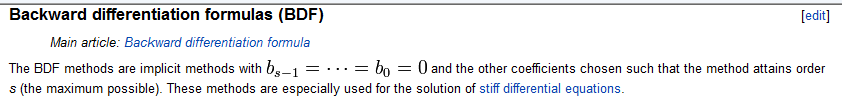 Backward differentiation formulas (BDF) [edit]
Main article: Backward differentiation formula
The BDF methods are implicit methods with b_{s−1} = ⋯ = b_0 = 0 and the other coefficients chosen such that the method attains order
s (the maximum possible). These methods are especially used for the solution of stiff differential equations.